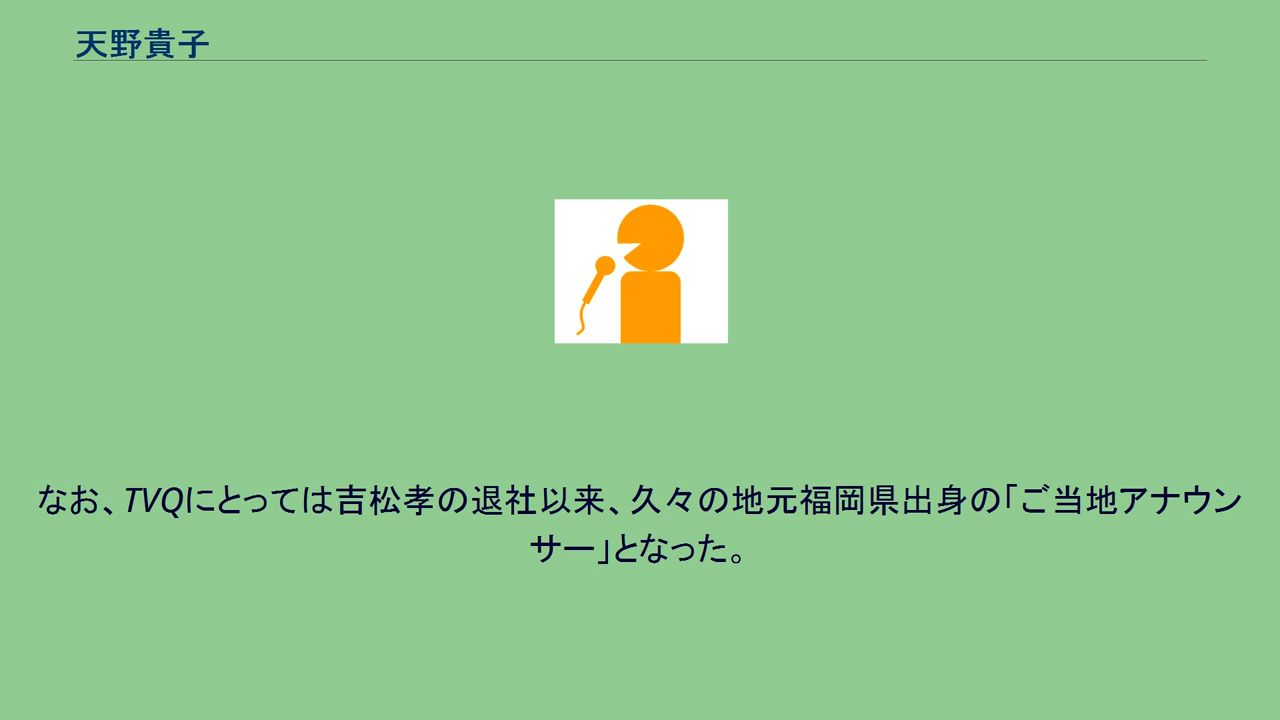 天野貴子
なお、TVQにとっては吉松孝の退社以来、久々の地元福岡県出身の「ご当地アナウン
サー」となった。